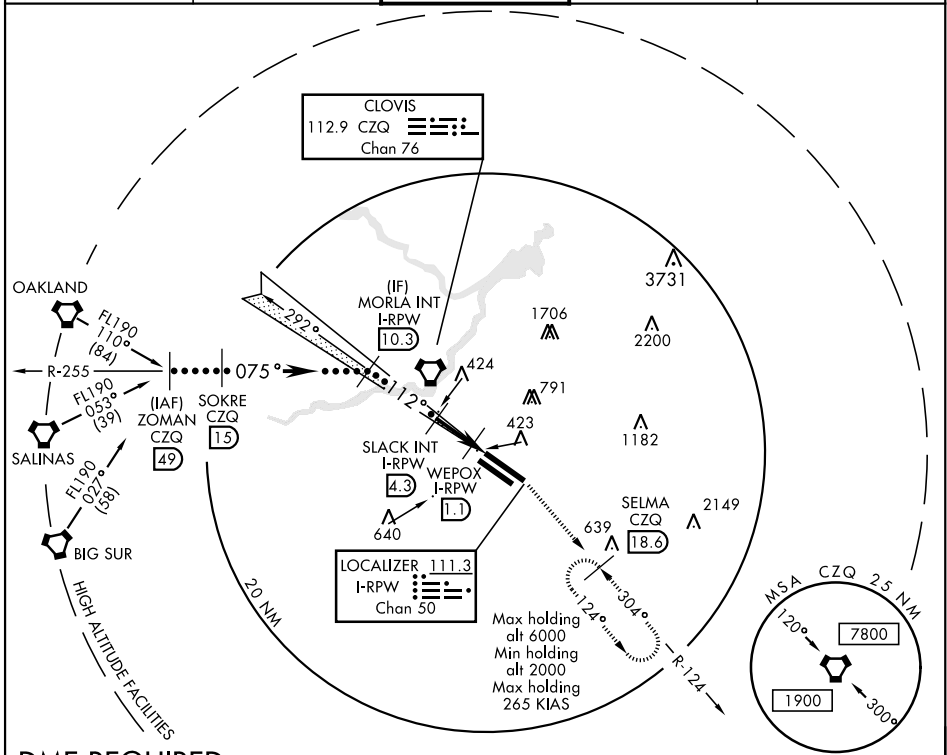 CLOVIS
112.9 CZQ
Chan 76
3731
OAKLAND
FL190
110°
(84)
(IF)
MORLA INT
I-RPW
10.3
292°
1706
2200
R-255
075°
112°
424
FL190
053°
(39)
(IAF)
ZOMAN
CZQ
49
SOKRE
CZQ
15
791
423
1182
SALINAS
SLACK INT
I-RPW
4.3
WEPOX
I-RPW
1.1
FL190
027°
(58)
640
SELMA
CZQ
18.6
2149
639
BIG SUR
LOCALIZER 111.3
I-RPW
Chan 50
20 NM
HIGH ALTITUDE FACILITIES
124°
304°
R-124
Max holding
alt 6000
Min holding
alt 2000
Max holding
265 KIAS
MSA CZQ 25 NM
120°
7800
1900
300°
DME REQUIRED